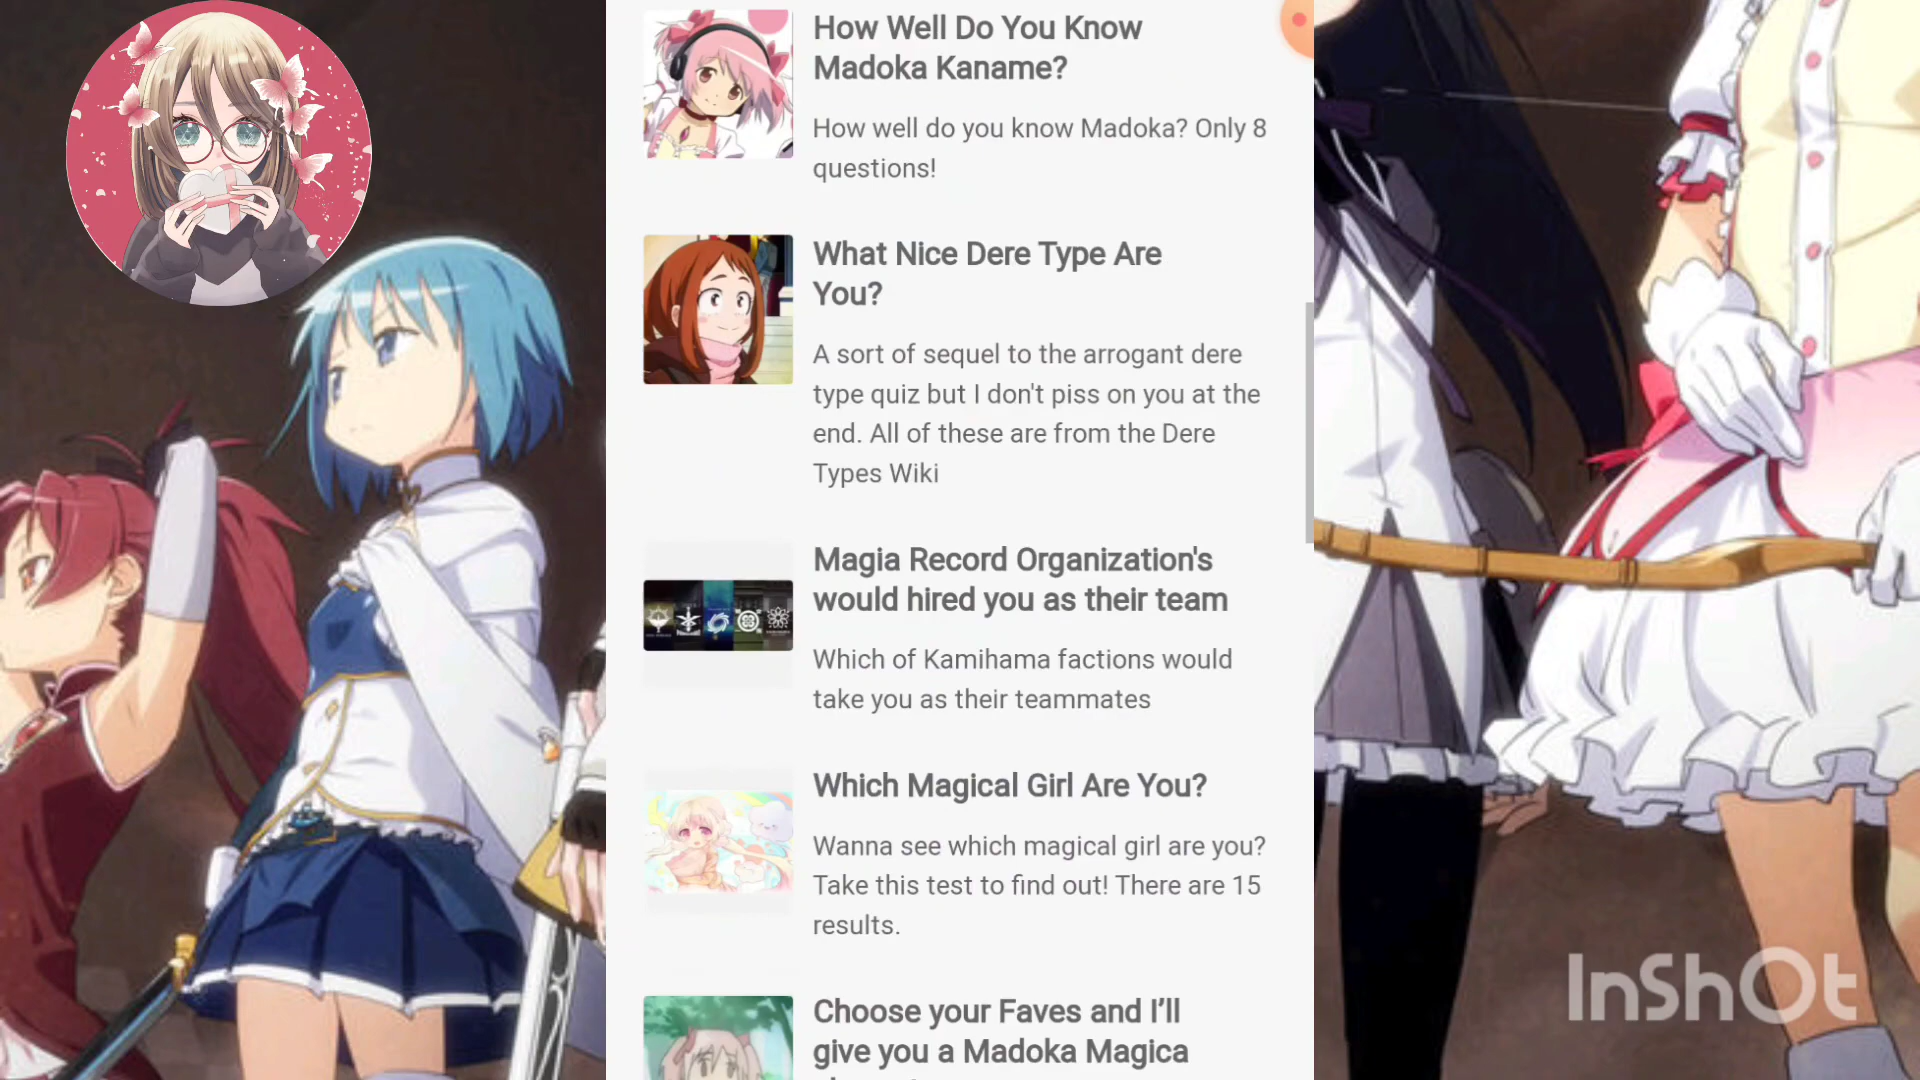 How Well Do You Know
Madoka Kaname?
How well do you know Madoka? Only 8
questions!
What Nice Dere Type Are
You?
A sort of sequel to the arrogant dere
type quiz but I don't piss on you at the
end. All of these are from the Dere
Types Wiki
Magia Record Organization's
would hired you as their team
Which of Kamihama factions would
take you as their teammates
Which Magical Girl Are You?
Wanna see which magical girl are you?
Take this test to find out! There are 15
results.
Choose your Faves and I’ll
give you a Madoka Magica
InShOt